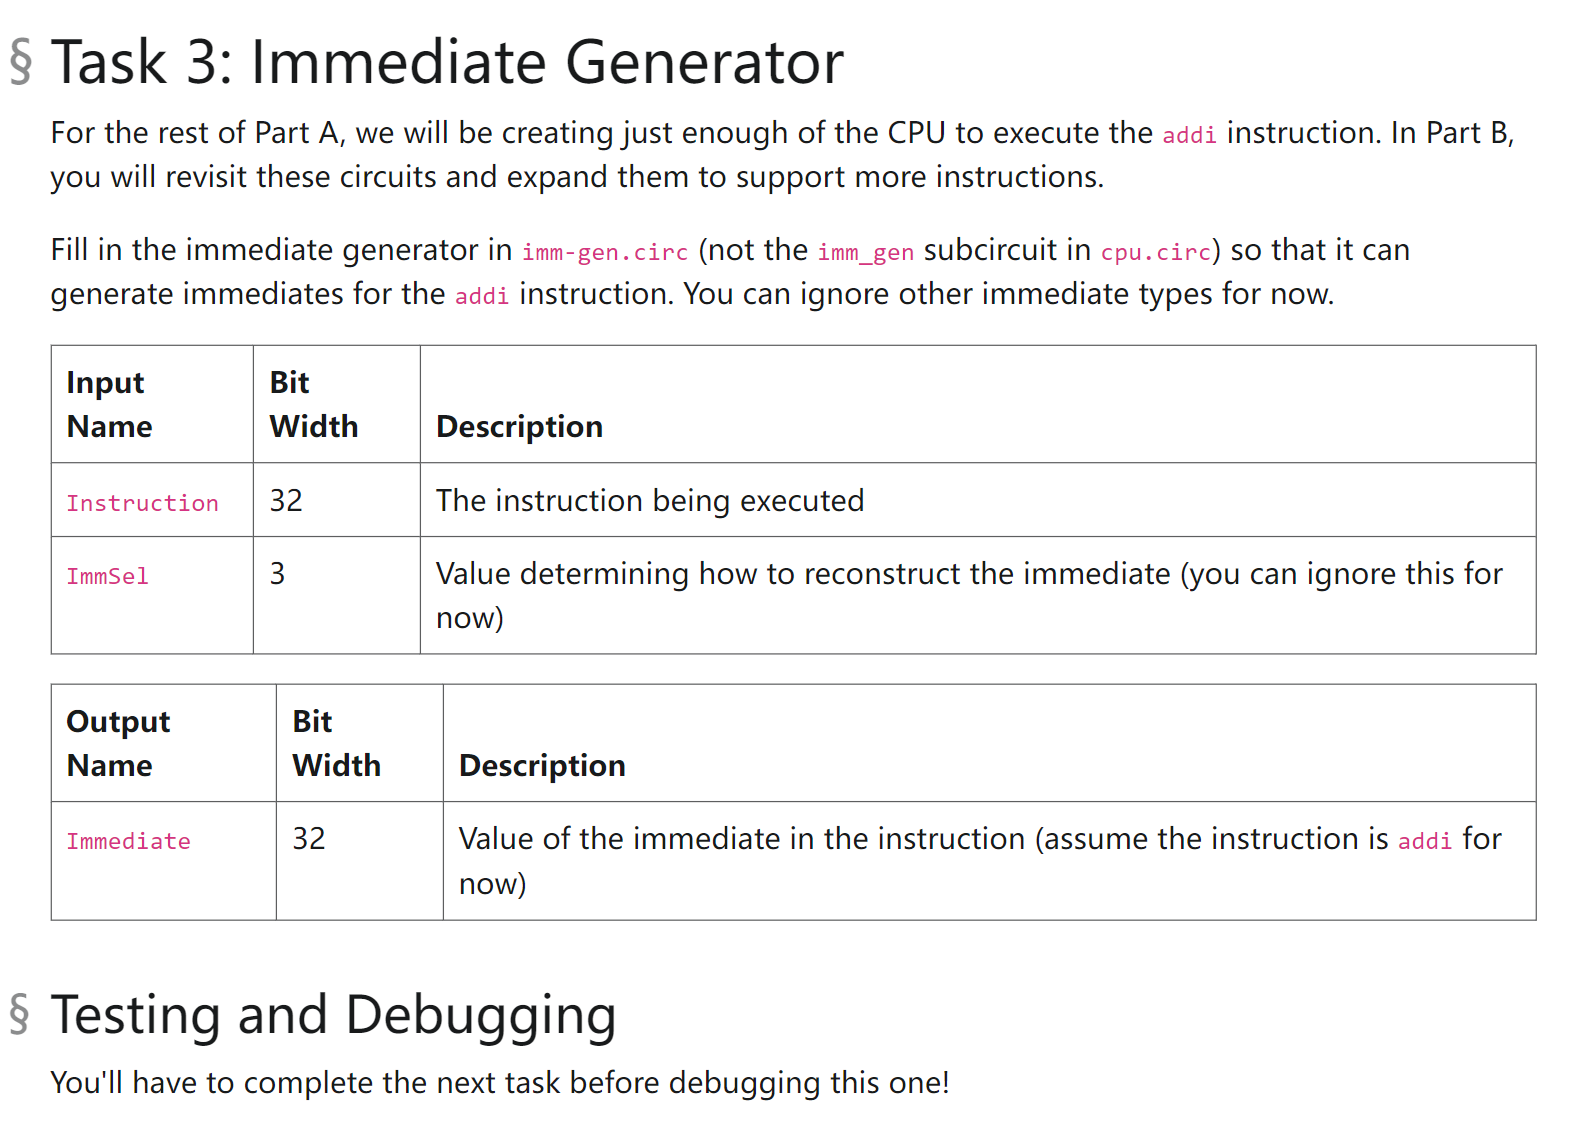 § Task 3: Immediate Generator
For the rest of Part A, we will be creating just enough of the CPU to execute the addi instruction. In Part B,
you will revisit these circuits and expand them to support more instructions.
Fill in the immediate generator in imm-gen.circ (not the imm_gen subcircuit in cpu.circ) so that it can
generate immediates for the addi instruction. You can ignore other immediate types for now.
Input
Name
Bit
Width
Description
Instruction
32
The instruction being executed
ImmSel
3
Value determining how to reconstruct the immediate (you can ignore this for
now)
Output
Name
Bit
Width
Description
Immediate
32
Value of the immediate in the instruction (assume the instruction is addi for
now)
§ Testing and Debugging
You'll have to complete the next task before debugging this one!